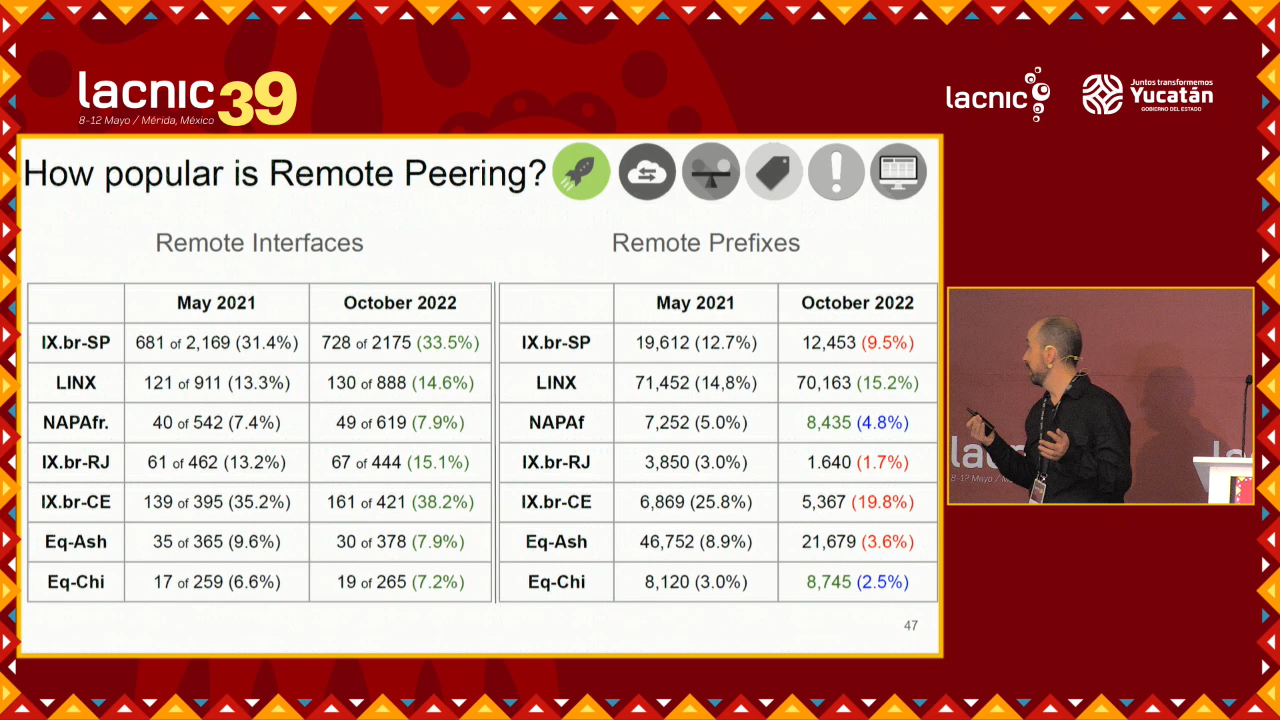 lacnic 39
8-12 Mayo / Mérida, México
lacnic
Juntos transformemos
Yucatán
GOBIERNO DEL ESTADO
How popular is Remote Peering?
Remote Interfaces
May 2021 October 2022
IX.br-SP 681 of 2,169 (31.4%) 728 of 2175 (33.5%)
LINX 121 of 911 (13.3%) 130 of 888 (14.6%)
NAPAfr. 40 of 542 (7.4%) 49 of 619 (7.9%)
IX.br-RJ 61 of 462 (13.2%) 67 of 444 (15.1%)
IX.br-CE 139 of 395 (35.2%) 161 of 421 (38.2%)
Eq-Ash 35 of 365 (9.6%) 30 of 378 (7.9%)
Eq-Chi 17 of 259 (6.6%) 19 of 265 (7.2%)
Remote Prefixes
May 2021 October 2022
IX.br-SP 19,612 (12.7%) 12,453 (9.5%)
LINX 71,452 (14,8%) 70,163 (15.2%)
NAPAf 7,252 (5.0%) 8,435 (4.8%)
IX.br-RJ 3,850 (3.0%) 1.640 (1.7%)
IX.br-CE 6,869 (25.8%) 5,367 (19.8%)
Eq-Ash 46,752 (8.9%) 21,679 (3.6%)
Eq-Chi 8,120 (3.0%) 8,745 (2.5%)
47